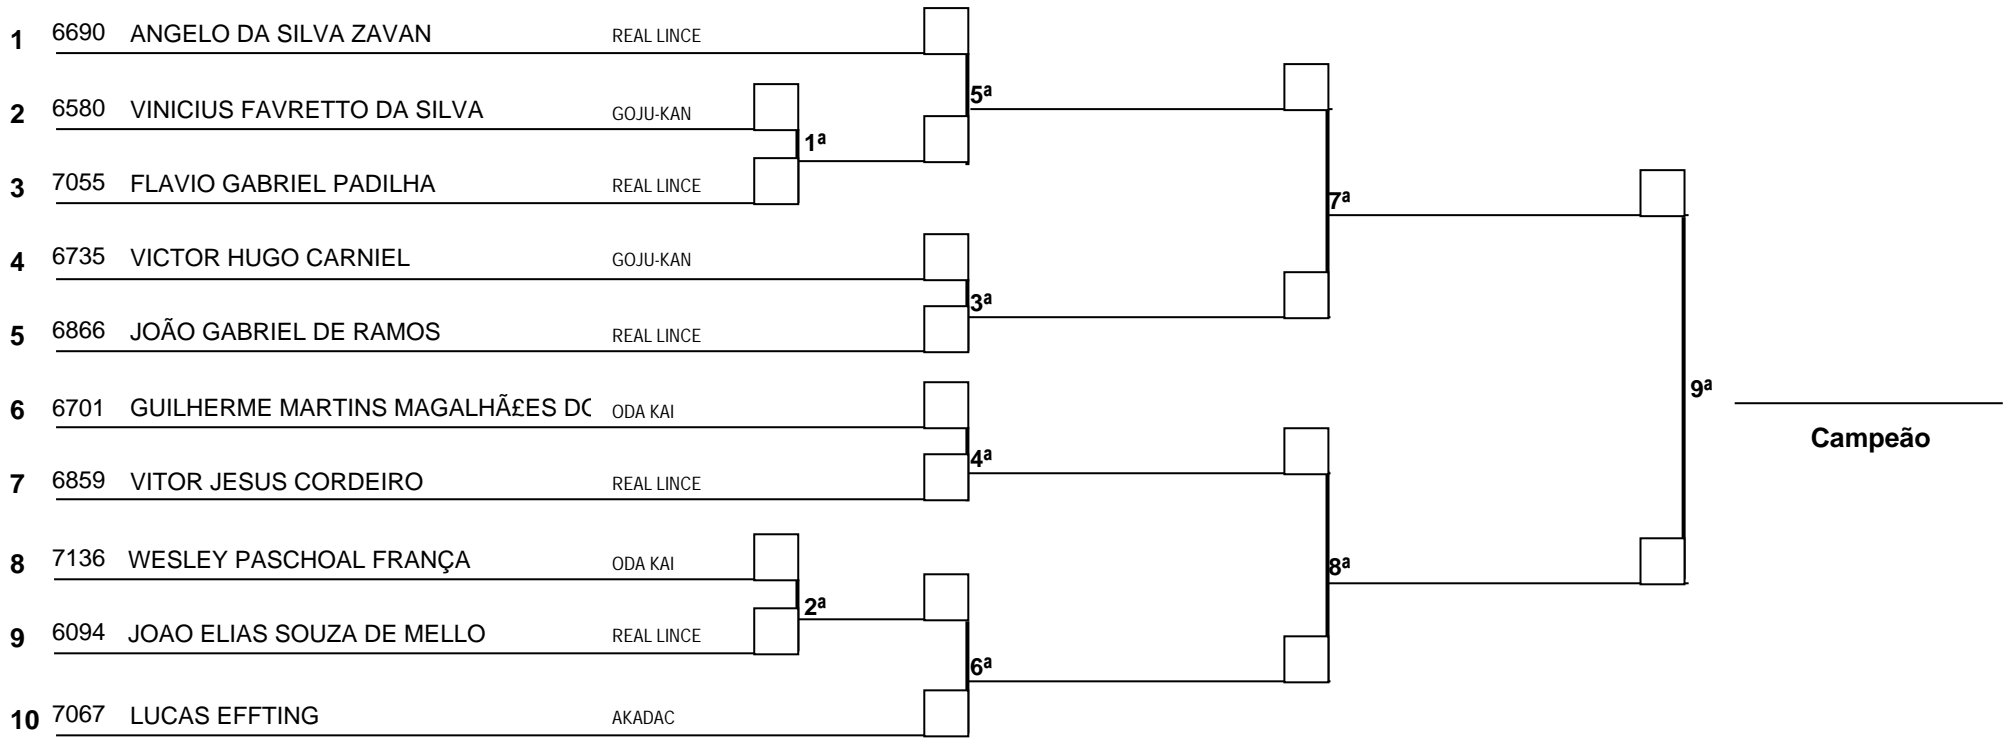 1 6690 ANGELO DA SILVA ZAVAN REAL LINCE
5ª
2 6580 VINICIUS FAVRETTO DA SILVA GOJU-KAN
1ª
3 7055 FLAVIO GABRIEL PADILHA REAL LINCE
7ª
4 6735 VICTOR HUGO CARNIEL GOJU-KAN
3ª
5 6866 JOÃO GABRIEL DE RAMOS REAL LINCE
9ª
6 6701 GUILHERME MARTINS MAGALHÃ£ES DO ODA KAI
Campeão
4ª
7 6859 VITOR JESUS CORDEIRO REAL LINCE
8 7136 WESLEY PASCHOAL FRANÇA ODA KAI
8ª
2ª
9 6094 JOAO ELIAS SOUZA DE MELLO REAL LINCE
6ª
10 7067 LUCAS EFFTING AKADAC